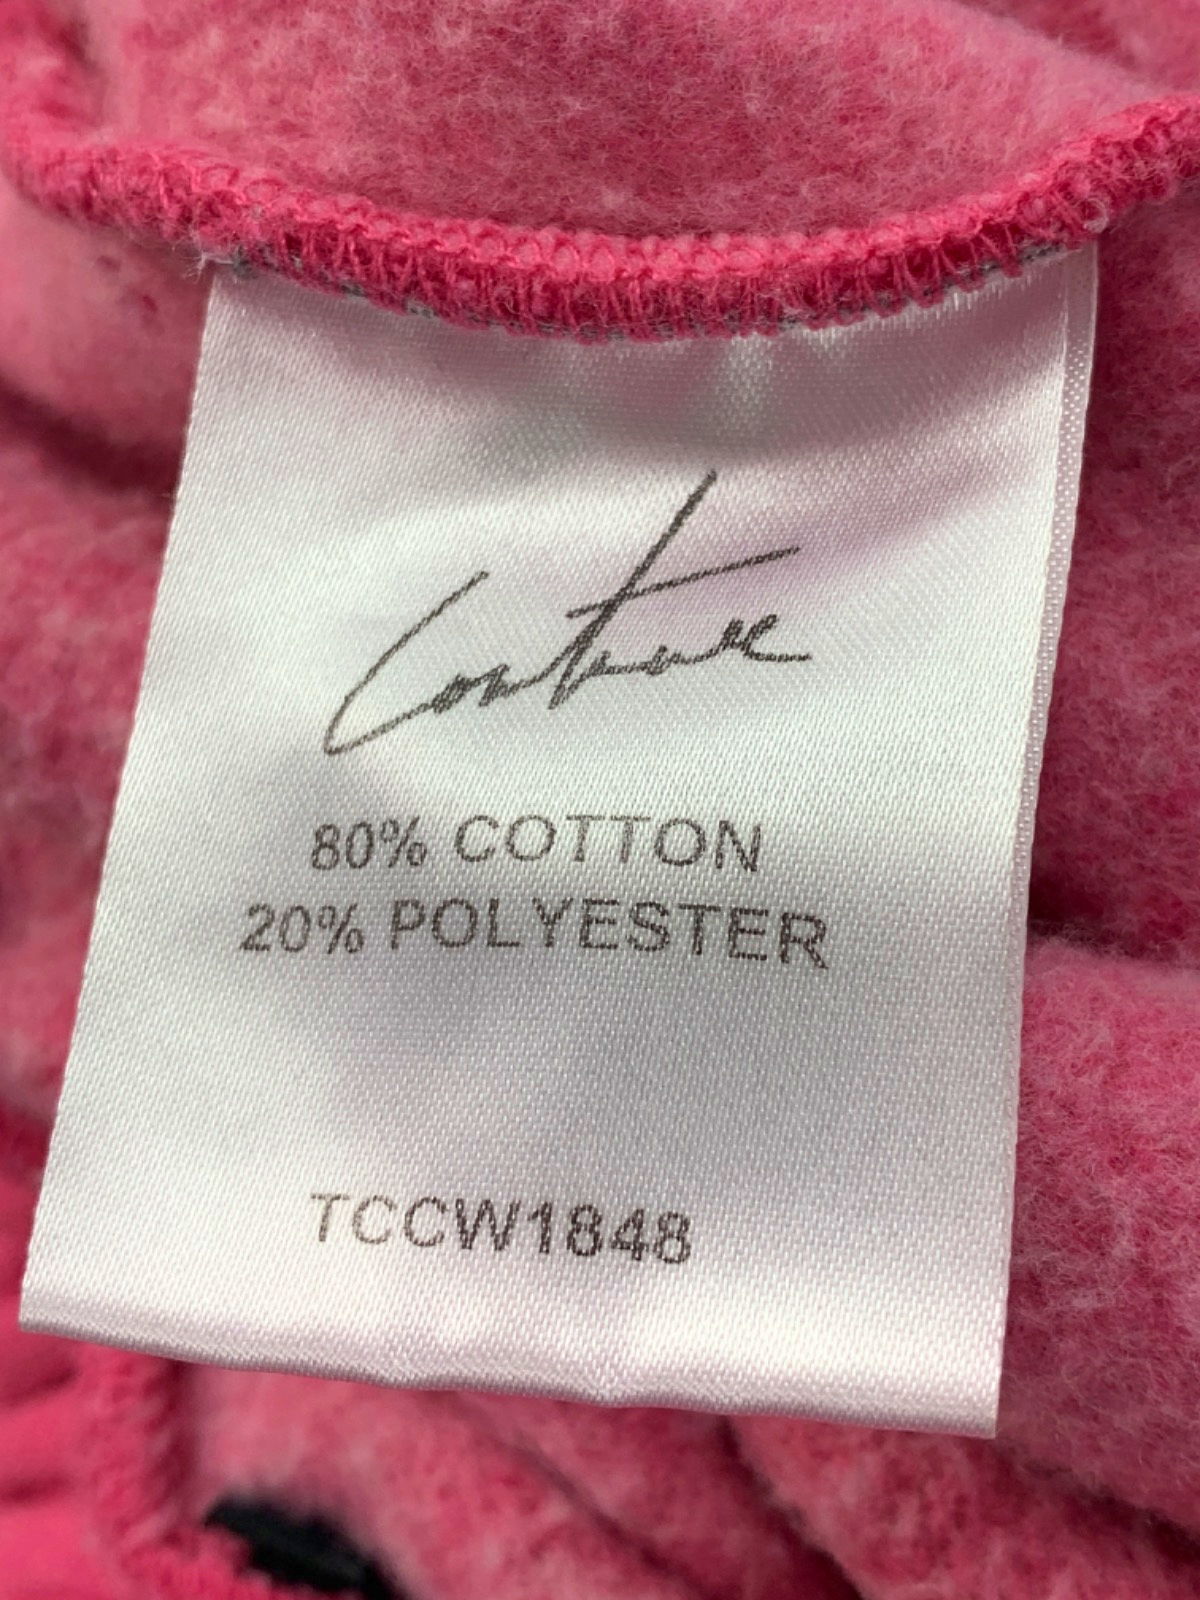 Couture
80% COTTON
20% POLYESTER
TCCW1848